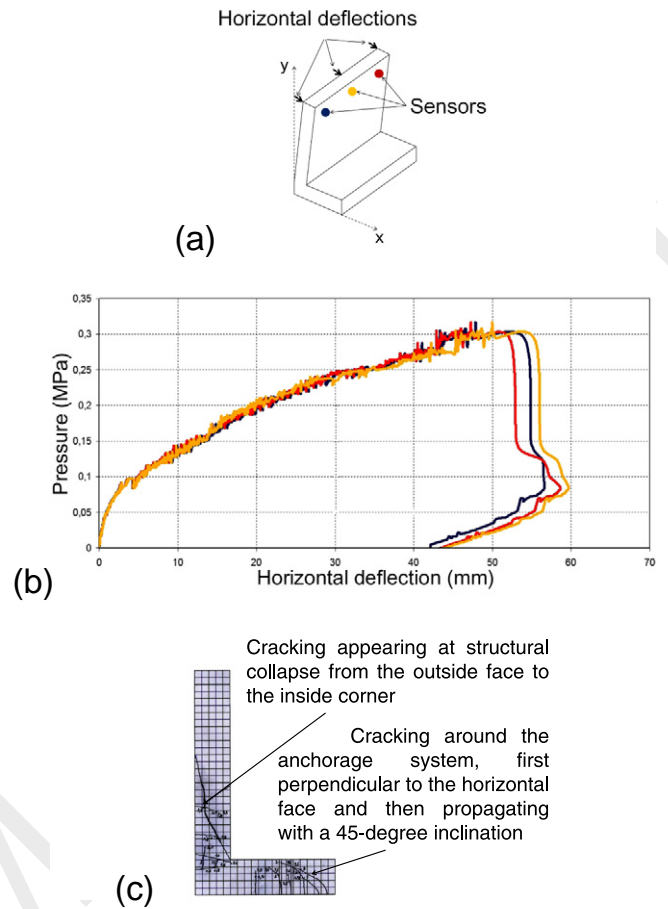 Horizontal deflections
y
Sensors
x
(a)
0,35
0,3
0,25
0,2
0,15
0,1
0,05
0
Pressure (MPa)
0 10 20 30 40 50 60 70
Horizontal deflection (mm)
(b)
Cracking appearing at structural
collapse from the outside face to
the inside corner
Cracking around the
anchorage system, first
perpendicular to the horizontal
face and then propagating
with a 45-degree inclination
(c)